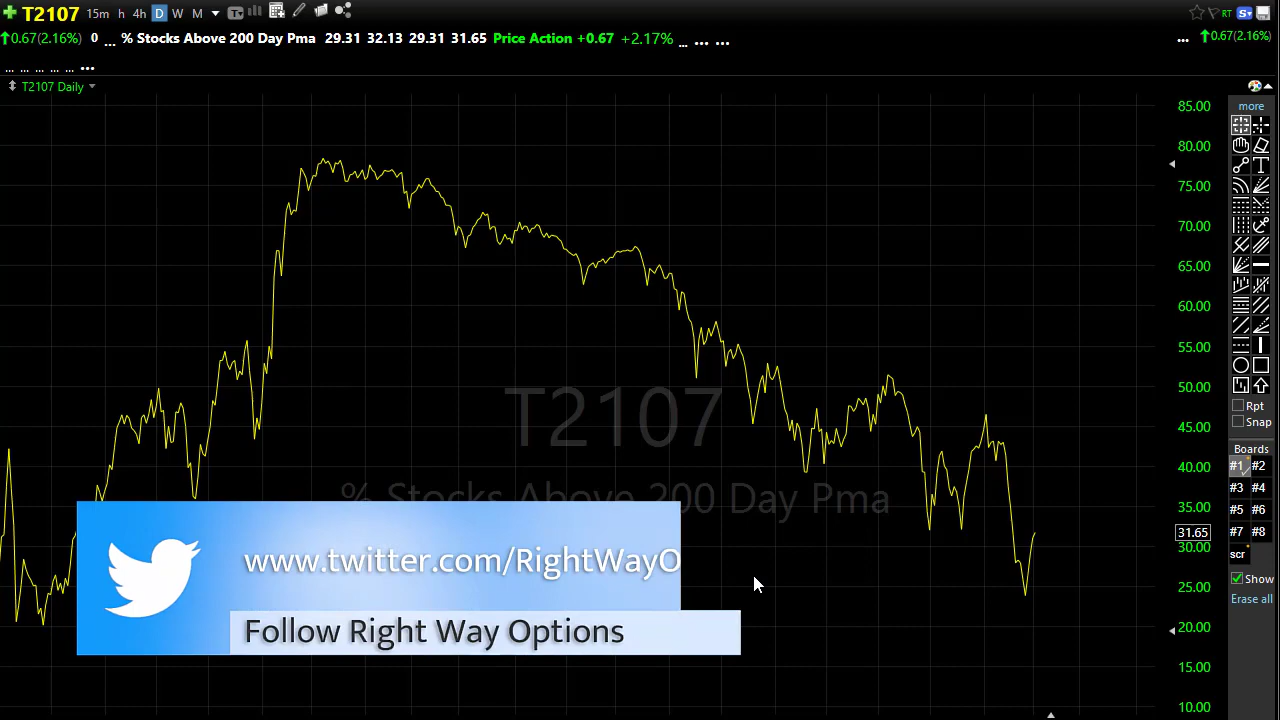 T2107 15m h 4h D W M T RT S
0.67(2.16%) 0 ... % Stocks Above 200 Day Pma 29.31 32.13 29.31 31.65 Price Action +0.67 +2.17% ... ... ... ... 0.67(2.16%)
... ... ... ... ... ...
T2107 Daily
more
85.00
80.00
75.00
70.00
65.00
60.00
55.00
50.00
45.00
40.00
35.00
31.65
30.00
25.00
20.00
15.00
10.00
T
Rpt
Snap
Boards
#1 #2
#3 #4
#5 #6
#7 #8
scr
Show
Erase all
T2107
% Stocks Above 200 Day Pma
www.twitter.com/RightWayO
Follow Right Way Options